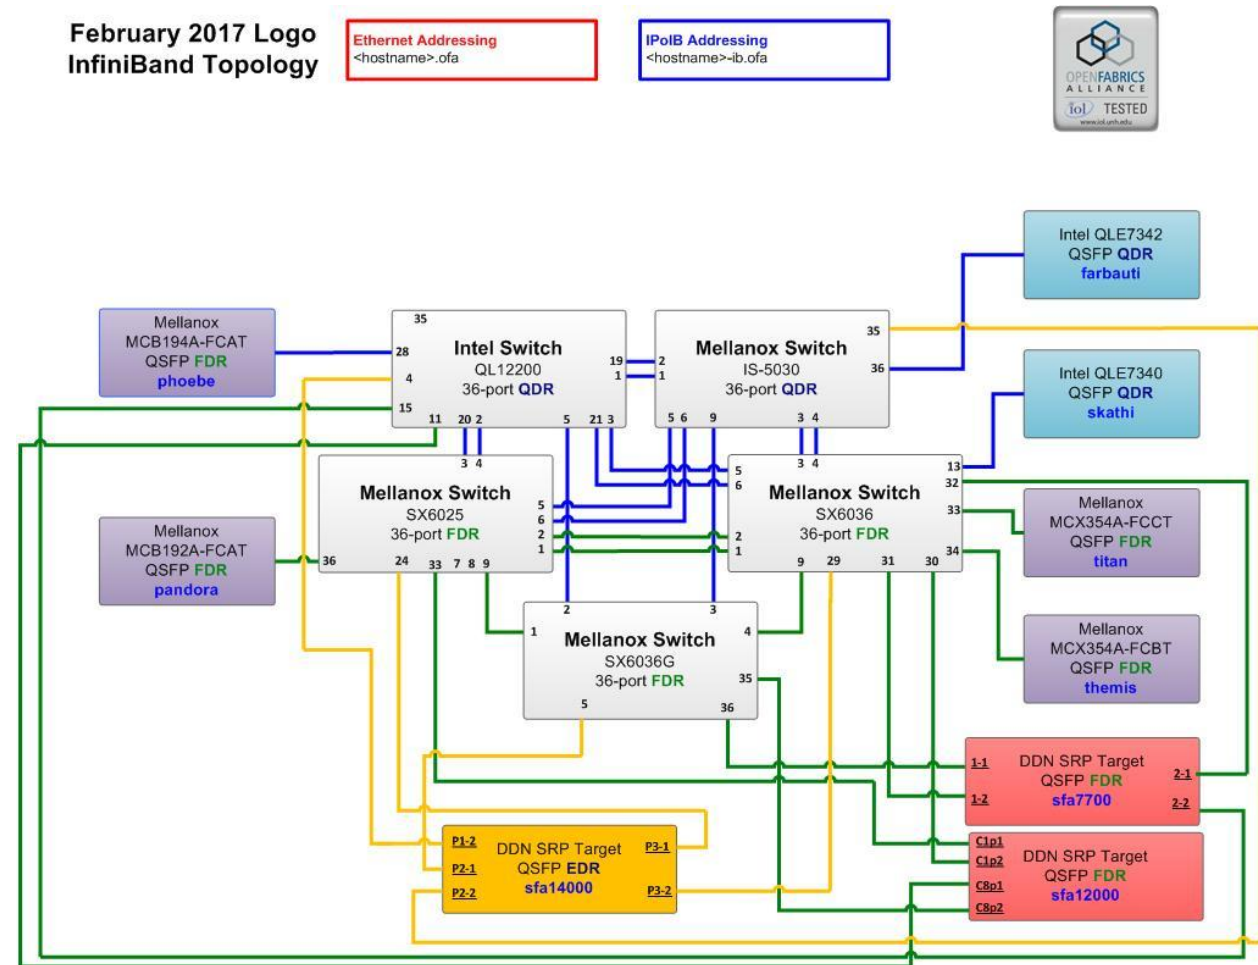 February 2017 Logo
InfiniBand Topology
Ethernet Addressing
<hostname>.ofa
IPoIB Addressing
<hostname>-ib.ofa
OPENFABRICS
ALLIANCE
iol TESTED
www.iol.unh.edu
Intel QLE7342
QSFP QDR
farbauti
Mellanox
MCB194A-FCAT
QSFP FDR
phoebe
35
28
4
15
Intel Switch
QL12200
36-port QDR
19
1
11 20 2 5 21 3
2
1
Mellanox Switch
IS-5030
36-port QDR
35
36
5 6 9 3 4
Intel QLE7340
QSFP QDR
skathi
3 4
Mellanox Switch
SX6025
36-port FDR
5
6
2
1
36 24 33 7 8 9
3 4
5
6
2
1
Mellanox Switch
SX6036
36-port FDR
13
32
33
34
9 29 31 30
Mellanox
MCX354A-FCCT
QSFP FDR
titan
Mellanox
MCB192A-FCAT
QSFP FDR
pandora
2 3
1
Mellanox Switch
SX6036G
36-port FDR
4
35
5 36
Mellanox
MCX354A-FCBT
QSFP FDR
themis
1-1
1-2
DDN SRP Target
QSFP FDR
sfa7700
2-1
2-2
P1-2
P2-1
P2-2
DDN SRP Target
QSFP EDR
sfa14000
P3-1
P3-2
C1p1
C1p2
C8p1
C8p2
DDN SRP Target
QSFP FDR
sfa12000